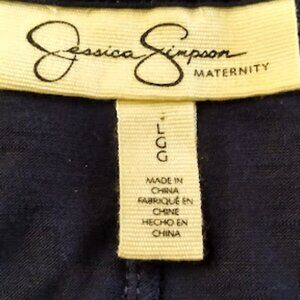 Jessica Simpson
MATERNITY
L
G
G
MADE IN
CHINA
FABRIQUÉ EN
CHINE
HECHO EN
CHINA